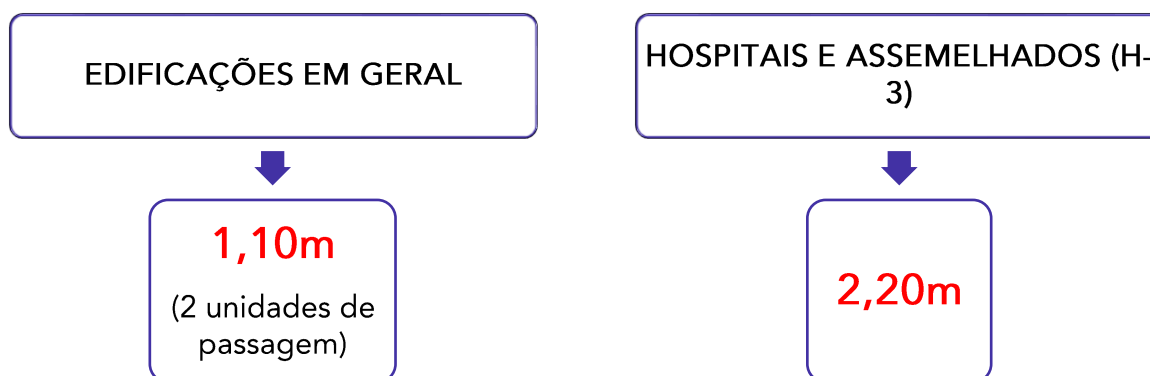 EDIFICAÇÕES EM GERAL
1,10m
(2 unidades de
passagem)
HOSPITAIS E ASSEMELHADOS (H-
3)
2,20m